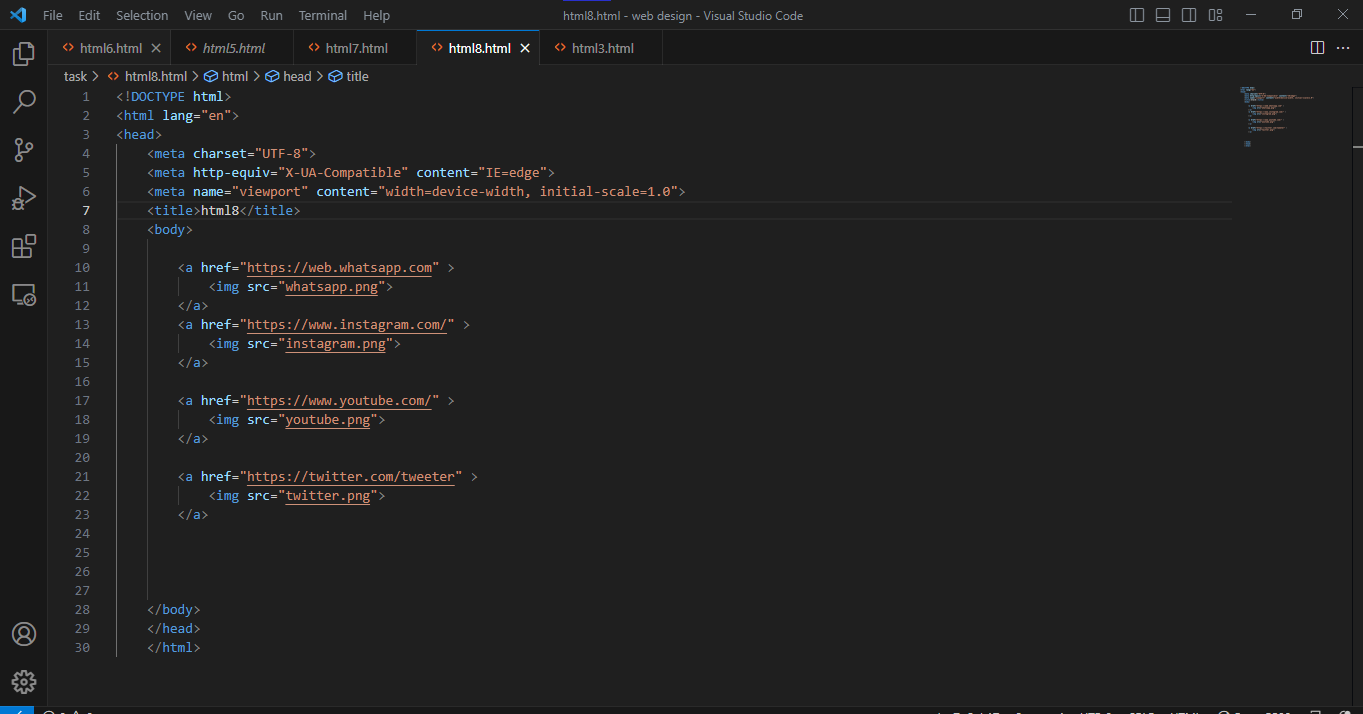 File Edit Selection View Go Run Terminal Help html8.html - web design - Visual Studio Code
html6.html html5.html html7.html html8.html html3.html
task > html8.html > html > head > title
1 <!DOCTYPE html>
2 <html lang="en">
3 <head>
4 <meta charset="UTF-8">
5 <meta http-equiv="X-UA-Compatible" content="IE=edge">
6 <meta name="viewport" content="width=device-width, initial-scale=1.0">
7 <title>html8</title>
8 <body>
9
10 <a href="https://web.whatsapp.com" >
11 <img src="whatsapp.png">
12 </a>
13 <a href="https://www.instagram.com/" >
14 <img src="instagram.png">
15 </a>
16
17 <a href="https://www.youtube.com/" >
18 <img src="youtube.png">
19 </a>
20
21 <a href="https://twitter.com/tweeter" >
22 <img src="twitter.png">
23 </a>
24
25
26
27
28 </body>
29 </head>
30 </html>